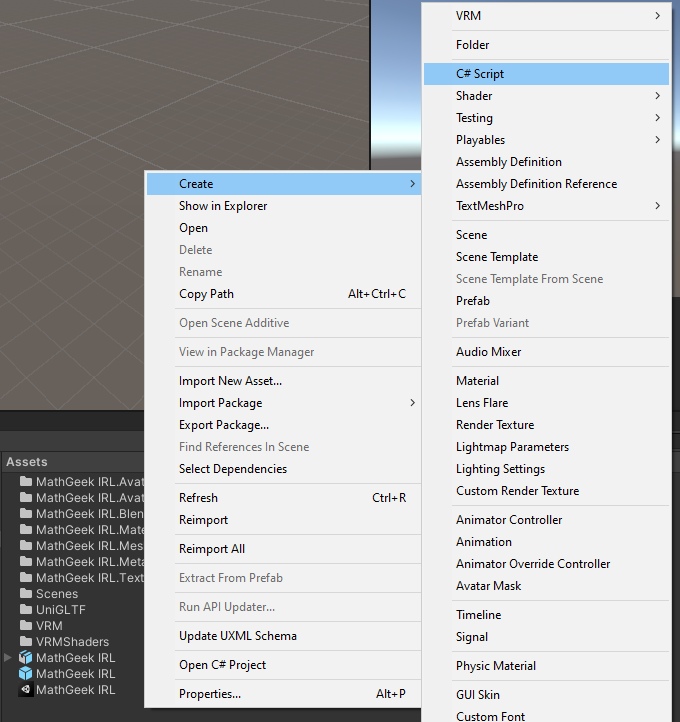 VRM
Folder
C# Script
Shader
Testing
Playables
Assembly Definition
Assembly Definition Reference
TextMeshPro
Scene
Scene Template
Scene Template From Scene
Prefab
Prefab Variant
Audio Mixer
Material
Lens Flare
Render Texture
Lightmap Parameters
Lighting Settings
Custom Render Texture
Animator Controller
Animation
Animator Override Controller
Avatar Mask
Timeline
Signal
Physic Material
GUI Skin
Custom Font
Create
Show in Explorer
Open
Delete
Rename
Copy Path Alt+Ctrl+C
Open Scene Additive
View in Package Manager
Import New Asset...
Import Package
Export Package...
Find References In Scene
Select Dependencies
Refresh Ctrl+R
Reimport
Reimport All
Extract From Prefab
Run API Updater...
Update UXML Schema
Open C# Project
Properties... Alt+P
Assets
MathGeek IRL.Avat
MathGeek IRL.Avat
MathGeek IRL.Blen
MathGeek IRL.Mate
MathGeek IRL.Mes
MathGeek IRL.Meta
MathGeek IRL.Text
Scenes
UniGLTF
VRM
VRMShaders
MathGeek IRL
MathGeek IRL
MathGeek IRL